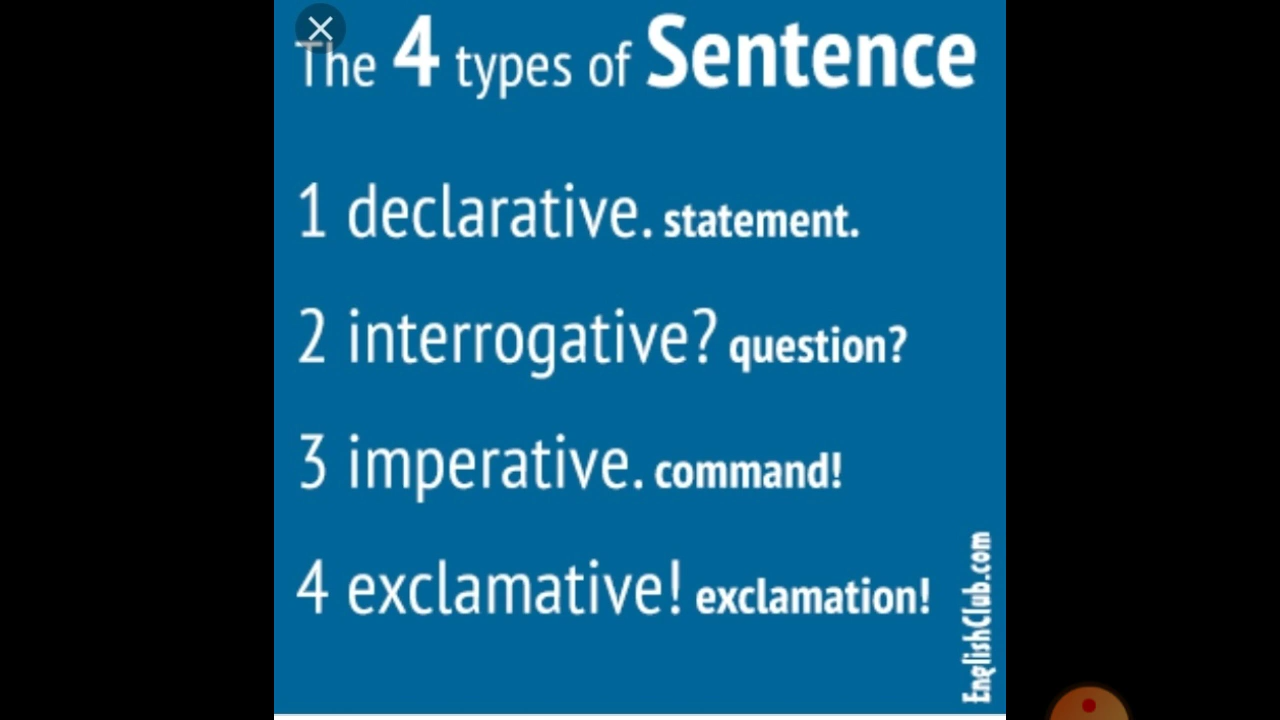 The 4 types of Sentence
1 declarative. statement.
2 interrogative? question?
3 imperative. command!
4 exclamative! exclamation!
EnglishClub.com